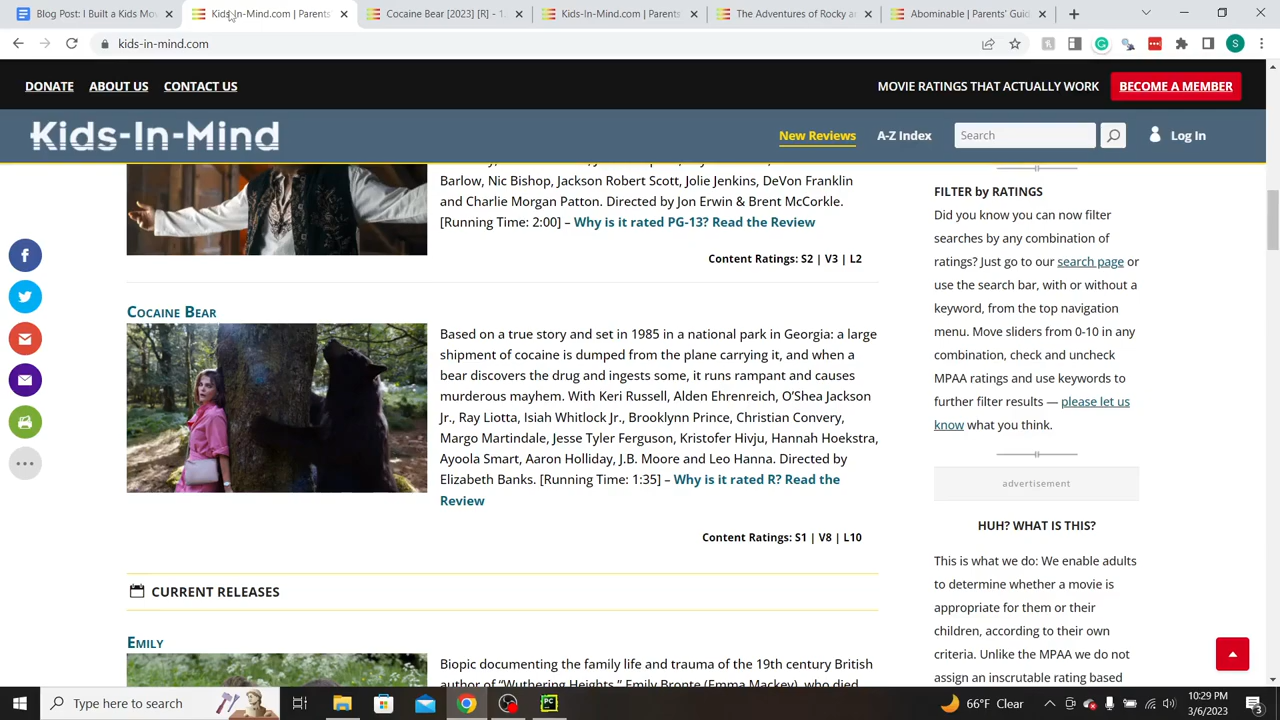 Blog Post: I Built a Kids Mov
Kids-In-Mind.com | Parents
Cocaine Bear [2023] [R] - 1.
Kids-In-Mind.com | Parents
The Adventures of Rocky an
Abominable | Parents' Guid
kids-in-mind.com
S
DONATE ABOUT US CONTACT US
MOVIE RATINGS THAT ACTUALLY WORK BECOME A MEMBER
Kids-In-Mind
New Reviews A-Z Index Search Log In
Barlow, Nic Bishop, Jackson Robert Scott, Jolie Jenkins, DeVon Franklin
and Charlie Morgan Patton. Directed by Jon Erwin & Brent McCorkle.
[Running Time: 2:00] – Why is it rated PG-13? Read the Review
Content Ratings: S2 | V3 | L2
COCAINE BEAR
Based on a true story and set in 1985 in a national park in Georgia: a large
shipment of cocaine is dumped from the plane carrying it, and when a
bear discovers the drug and ingests some, it runs rampant and causes
murderous mayhem. With Keri Russell, Alden Ehrenreich, O'Shea Jackson
Jr., Ray Liotta, Isiah Whitlock Jr., Brooklynn Prince, Christian Convery,
Margo Martindale, Jesse Tyler Ferguson, Kristofer Hivju, Hannah Hoekstra,
Ayoola Smart, Aaron Holliday, J.B. Moore and Leo Hanna. Directed by
Elizabeth Banks. [Running Time: 1:35] – Why is it rated R? Read the
Review
Content Ratings: S1 | V8 | L10
CURRENT RELEASES
EMILY
Biopic documenting the family life and trauma of the 19th century British
author of "Wuthering Heights," Emily Bronte (Emma Mackey), who died
FILTER by RATINGS
Did you know you can now filter
searches by any combination of
ratings? Just go to our search page or
use the search bar, with or without a
keyword, from the top navigation
menu. Move sliders from 0-10 in any
combination, check and uncheck
MPAA ratings and use keywords to
further filter results — please let us
know what you think.
advertisement
HUH? WHAT IS THIS?
This is what we do: We enable adults
to determine whether a movie is
appropriate for them or their
children, according to their own
criteria. Unlike the MPAA we do not
assign an inscrutable rating based
Type here to search
PC
66°F Clear
10:29 PM
3/6/2023
3